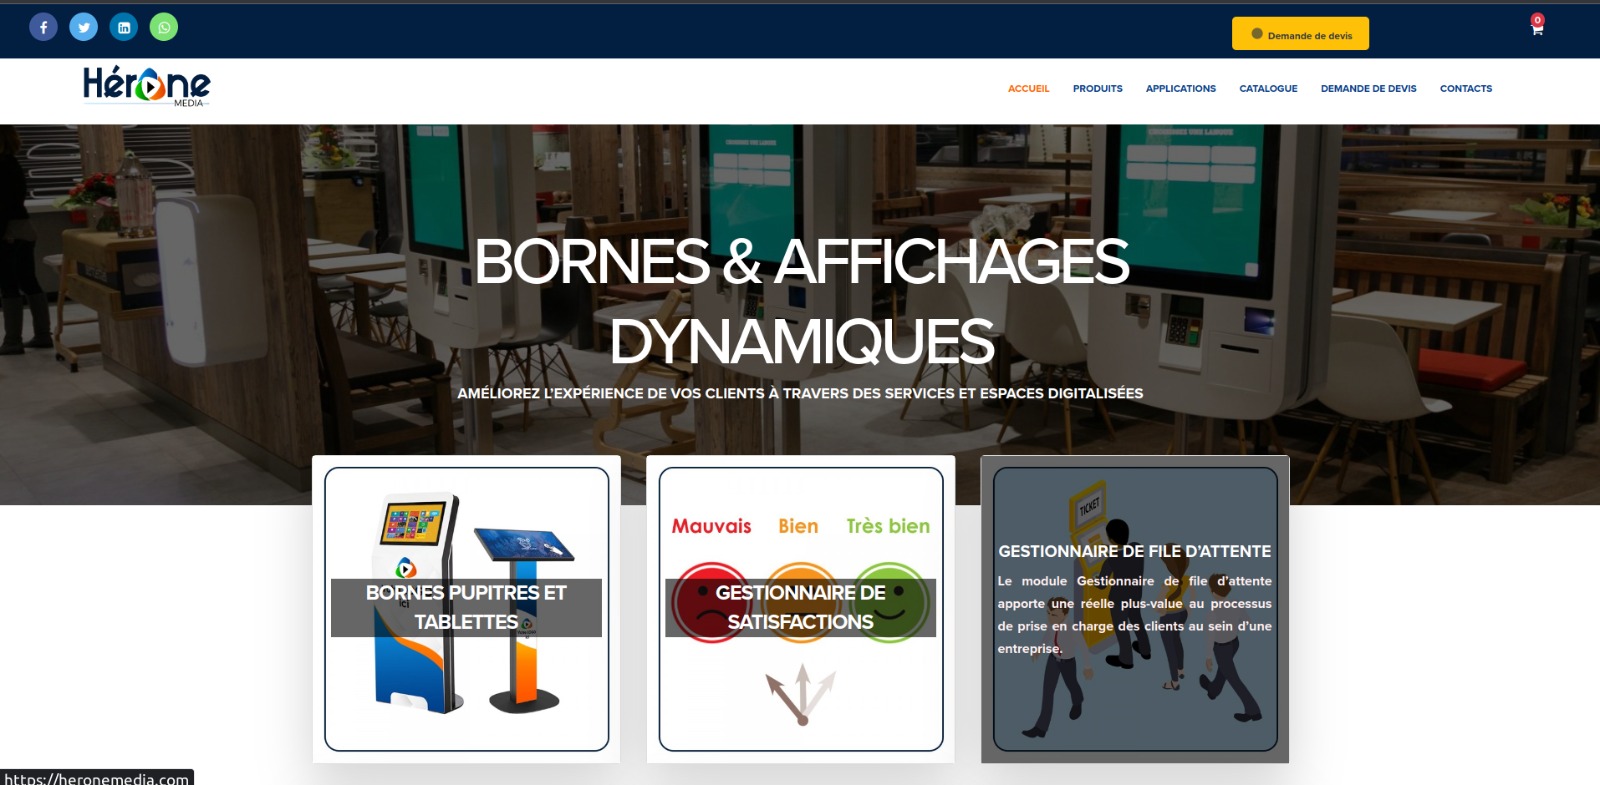 0
Demande de devis
Hérone
MEDIA
ACCUEIL PRODUITS APPLICATIONS CATALOGUE DEMANDE DE DEVIS CONTACTS
BORNES & AFFICHAGES
DYNAMIQUES
AMÉLIOREZ L'EXPÉRIENCE DE VOS CLIENTS À TRAVERS DES SERVICES ET ESPACES DIGITALISÉES
BORNES PUPITRES ET
TABLETTES
ici
Mauvais Bien Très bien
GESTIONNAIRE DE
SATISFACTIONS
TICKET
GESTIONNAIRE DE FILE D'ATTENTE
Le module Gestionnaire de file d'attente
apporte une réelle plus-value au processus
de prise en charge des clients au sein d'une
entreprise.
https://heronemedia.com